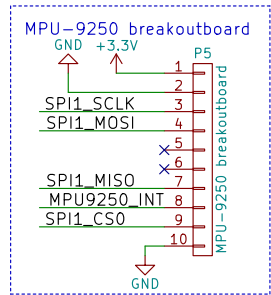 MPU-9250 breakoutboard
GND +3.3V
P5
1
2
SPI1_SCLK 3
SPI1_MOSI 4
5
6
SPI1_MISO 7
MPU9250_INT 8
SPI1_CS0 9
10
MPU-9250 breakoutboard
GND